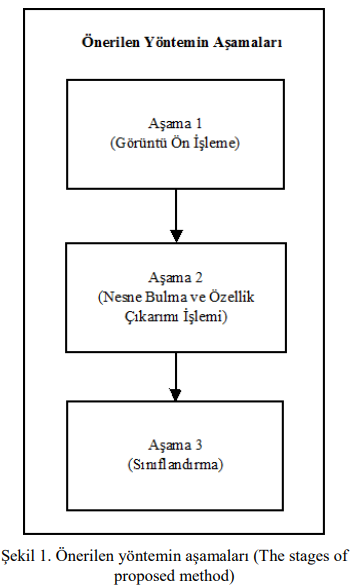 Önerilen Yöntemin Aşamaları
Aşama 1
(Görüntü Ön İşleme)
Aşama 2
(Nesne Bulma ve Özellik
Çıkarımı İşlemi)
Aşama 3
(Sınıflandırma)
Şekil 1. Önerilen yöntemin aşamaları (The stages of
proposed method)